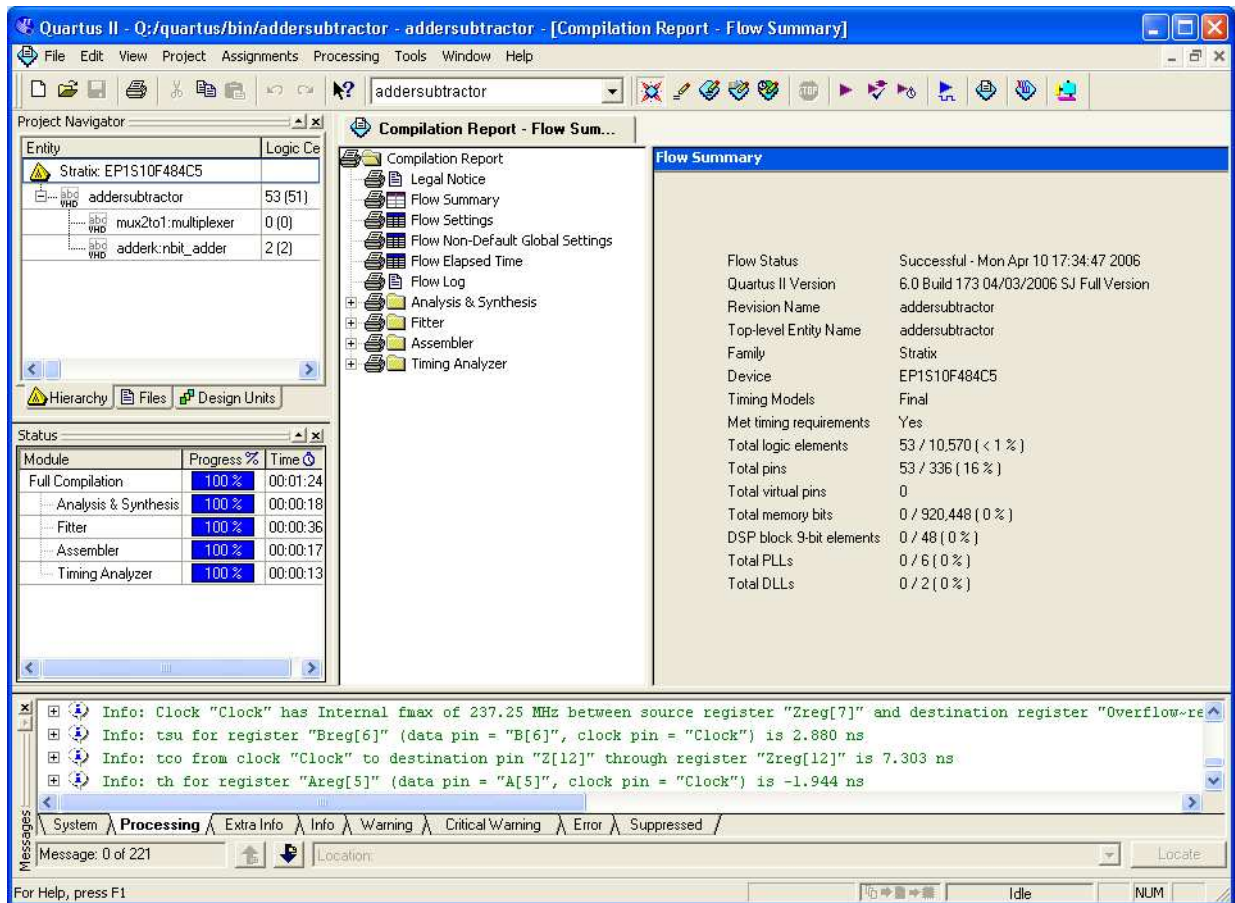 Quartus II - Q:/quartus/bin/addersubtractor - addersubtractor - [Compilation Report - Flow Summary]
File Edit View Project Assignments Processing Tools Window Help
addersubtractor
STOP
Project Navigator
Entity Logic Ce
Stratix: EP1S10F484C5
abd VHD addersubtractor 53 (51)
abd VHD mux2to1:multiplexer 0 (0)
abd VHD adderk:nbit_adder 2 (2)
Hierarchy Files Design Units
Status
Module Progress % Time
Full Compilation 100 % 00:01:24
Analysis & Synthesis 100 % 00:00:18
Fitter 100 % 00:00:36
Assembler 100 % 00:00:17
Timing Analyzer 100 % 00:00:13
Compilation Report - Flow Sum...
Compilation Report
Legal Notice
Flow Summary
Flow Settings
Flow Non-Default Global Settings
Flow Elapsed Time
Flow Log
Analysis & Synthesis
Fitter
Assembler
Timing Analyzer
Flow Summary
Flow Status Successful - Mon Apr 10 17:34:47 2006
Quartus II Version 6.0 Build 173 04/03/2006 SJ Full Version
Revision Name addersubtractor
Top-level Entity Name addersubtractor
Family Stratix
Device EP1S10F484C5
Timing Models Final
Met timing requirements Yes
Total logic elements 53 / 10,570 ( < 1 % )
Total pins 53 / 336 ( 16 % )
Total virtual pins 0
Total memory bits 0 / 920,448 ( 0 % )
DSP block 9-bit elements 0 / 48 ( 0 % )
Total PLLs 0 / 6 ( 0 % )
Total DLLs 0 / 2 ( 0 % )
Info: Clock "Clock" has Internal fmax of 237.25 MHz between source register "Zreg[7]" and destination register "Overflow~re
Info: tsu for register "Breg[6]" (data pin = "B[6]", clock pin = "Clock") is 2.880 ns
Info: tco from clock "Clock" to destination pin "Z[12]" through register "Zreg[12]" is 7.303 ns
Info: th for register "Areg[5]" (data pin = "A[5]", clock pin = "Clock") is -1.944 ns
System Processing Extra Info Info Warning Critical Warning Error Suppressed
Messages
Message: 0 of 221 Location: Locate
For Help, press F1 Idle NUM